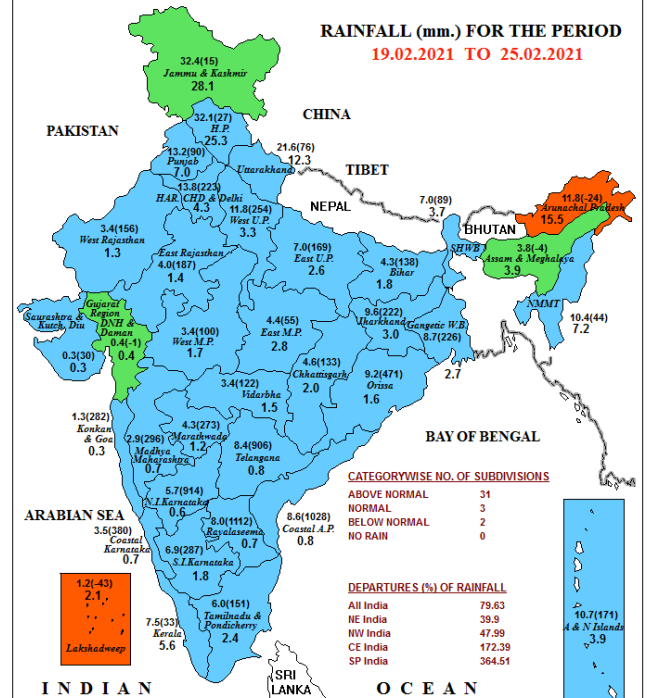 RAINFALL (mm.) FOR THE PERIOD
19.02.2021 TO 25.02.2021
32.4(15)
Jammu & Kashmir
28.1
CHINA
32.1(27)
H.P.
25.3
PAKISTAN
13.2(90)
Punjab
7.0
21.6(76)
12.3
Uttarakhand
TIBET
13.8(223)
HAR. CHD & Delhi
4.3
11.8(254)
West U.P.
3.3
NEPAL
7.0(89)
3.7
11.8(-24)
Arunachal Pradesh
15.5
BHUTAN
SHWB
3.8(-4)
Assam & Meghalaya
3.9
3.4(156)
West Rajasthan
1.3
East Rajasthan
4.0(187)
1.4
7.0(169)
East U.P.
2.6
4.3(138)
Bihar
1.8
NMMT
10.4(44)
7.2
Saurashtra &
Kutch, Diu
0.3(30)
0.3
Gujarat
Region
DNH &
Daman
0.4(-1)
0.4
3.4(100)
West M.P.
1.7
4.4(55)
East M.P.
2.8
9.6(222)
Jharkhand
3.0
Gangetic W.B.
8.7(226)
2.7
4.6(133)
Chhattisgarh
2.0
9.2(471)
Orissa
1.6
3.4(122)
Vidarbha
1.5
1.3(282)
Konkan
& Goa
0.3
2.9(296)
Madhya
Maharashtra
0.7
4.3(273)
Marathwada
1.2
8.4(906)
Telangana
0.8
BAY OF BENGAL
5.7(914)
N.I.Karnataka
0.6
ARABIAN SEA
3.5(380)
Coastal
Karnataka
0.7
8.0(1112)
Rayalaseema
0.7
8.6(1028)
Coastal A.P.
0.8
6.9(287)
S.I.Karnataka
1.8
CATEGORYWISE NO. OF SUBDIVISIONS
ABOVE NORMAL 31
NORMAL 3
BELOW NORMAL 2
NO RAIN 0
DEPARTURES (%) OF RAINFALL
All India 79.63
NE India 39.9
NW India 47.99
CE India 172.39
SP India 364.51
1.2(-43)
2.1
Lakshadweep
7.5(33)
Kerala
5.6
6.0(151)
Tamilnadu &
Pondicherry
2.4
10.7(171)
A & N Islands
3.9
SRI
LANKA
INDIAN OCEAN